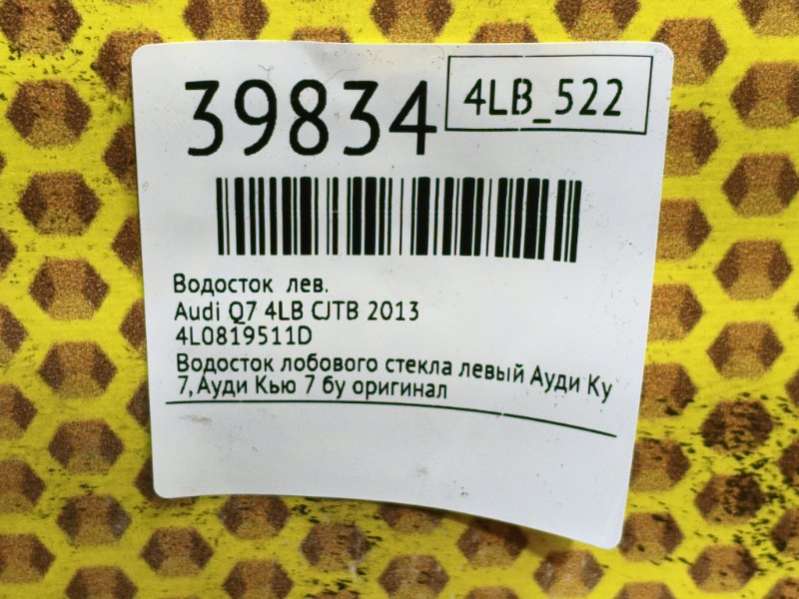 39834
4LB_522
Водосток лев.
Audi Q7 4LB CJTB 2013
4L0819511D
Водосток лобового стекла левый Ауди Ку
7, Ауди Кью 7 бу оригинал